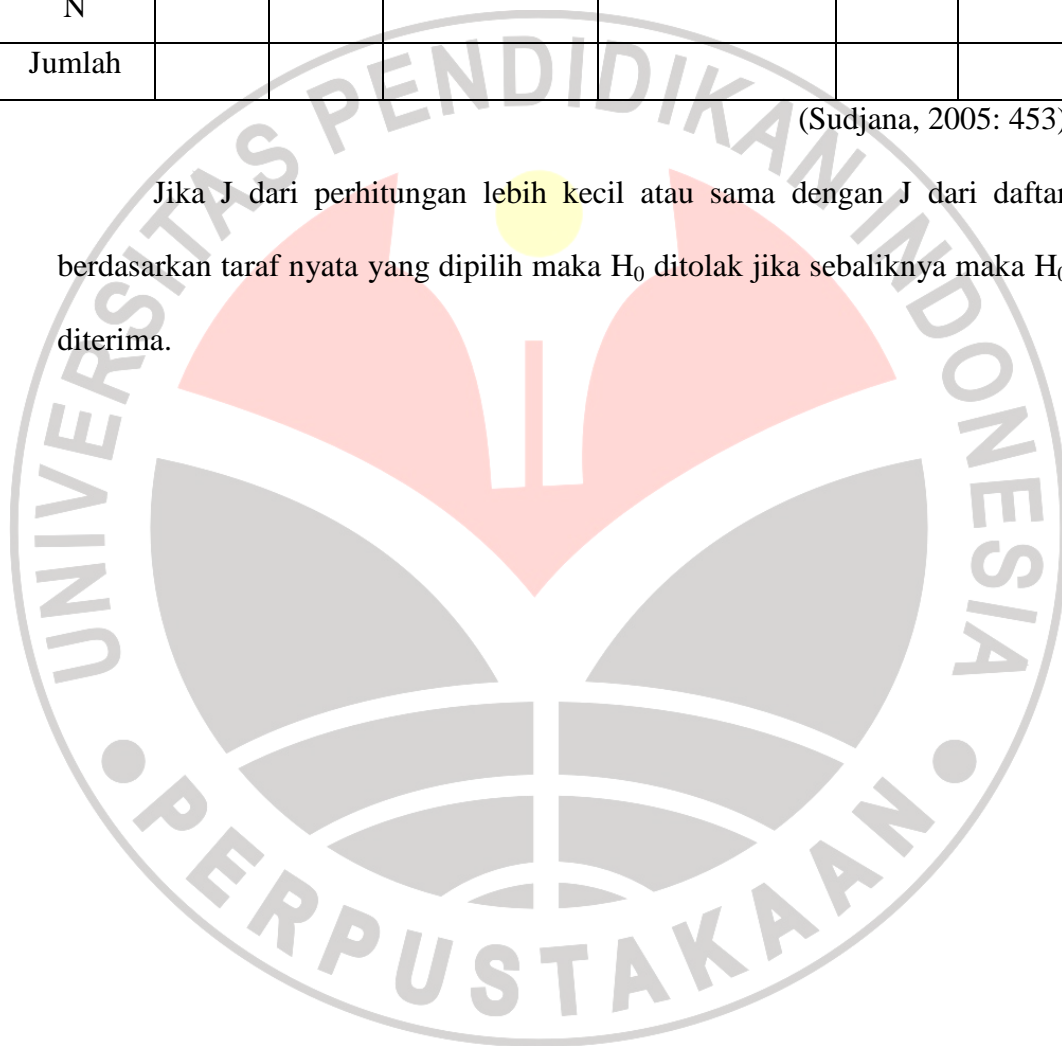 N
Jumlah
(Sudjana, 2005: 453)
Jika J dari perhitungan lebih kecil atau sama dengan J dari daftar
berdasarkan taraf nyata yang dipilih maka H₀ ditolak jika sebaliknya maka H₀
diterima.
UNIVERSITAS PENDIDIKAN INDONESIA
PERPUSTAKAAN